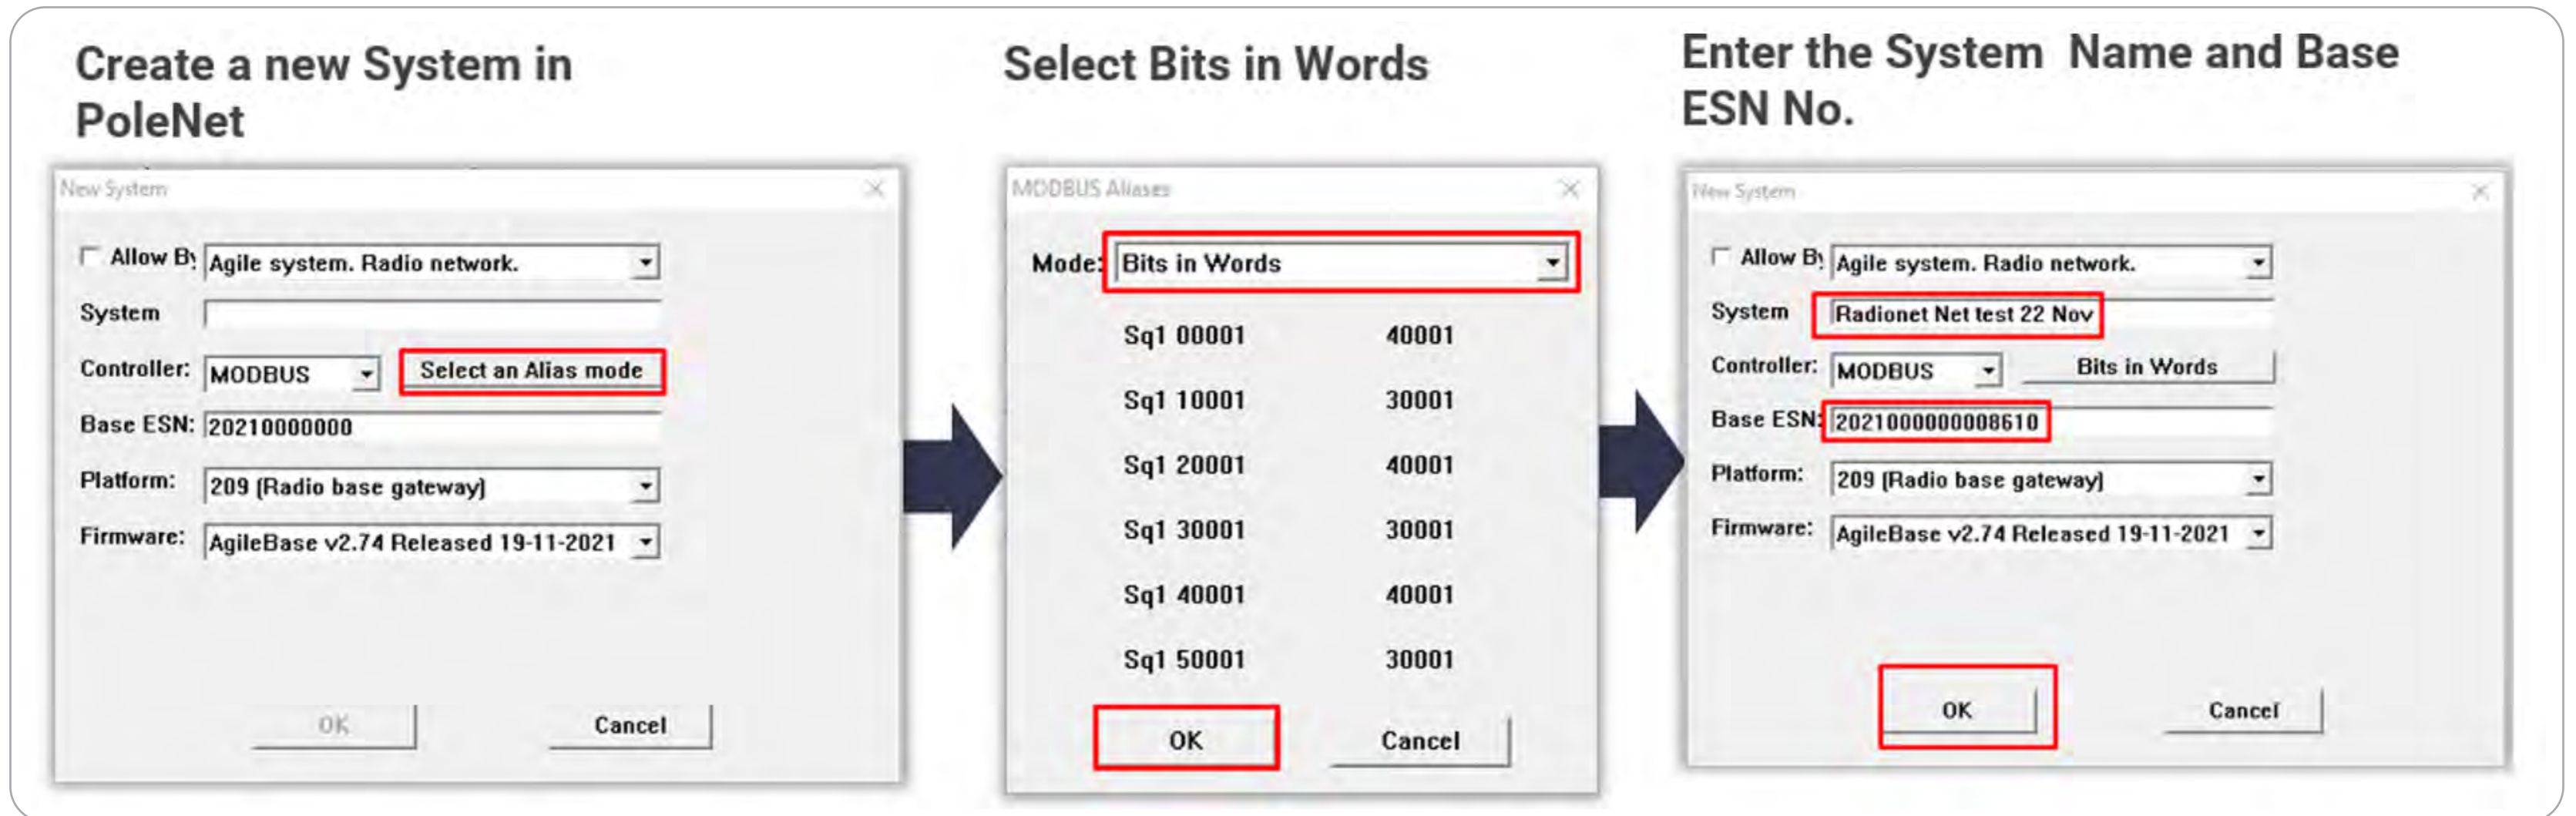 Create a new System in
PoleNet
New System
Allow By
Agile system. Radio network.
System
Controller: MODBUS Select an Alias mode
Base ESN: 20210000000
Platform: 209 (Radio base gateway)
Firmware: AgileBase v2.74 Released 19-11-2021
OK Cancel
Select Bits in Words
MODBUS Aliases
Mode: Bits in Words
Sq1 00001 40001
Sq1 10001 30001
Sq1 20001 40001
Sq1 30001 30001
Sq1 40001 40001
Sq1 50001 30001
OK Cancel
Enter the System Name and Base
ESN No.
New System
Allow By
Agile system. Radio network.
System Radionet Net test 22 Nov
Controller: MODBUS Bits in Words
Base ESN: 2021000000008610
Platform: 209 (Radio base gateway)
Firmware: AgileBase v2.74 Released 19-11-2021
OK Cancel